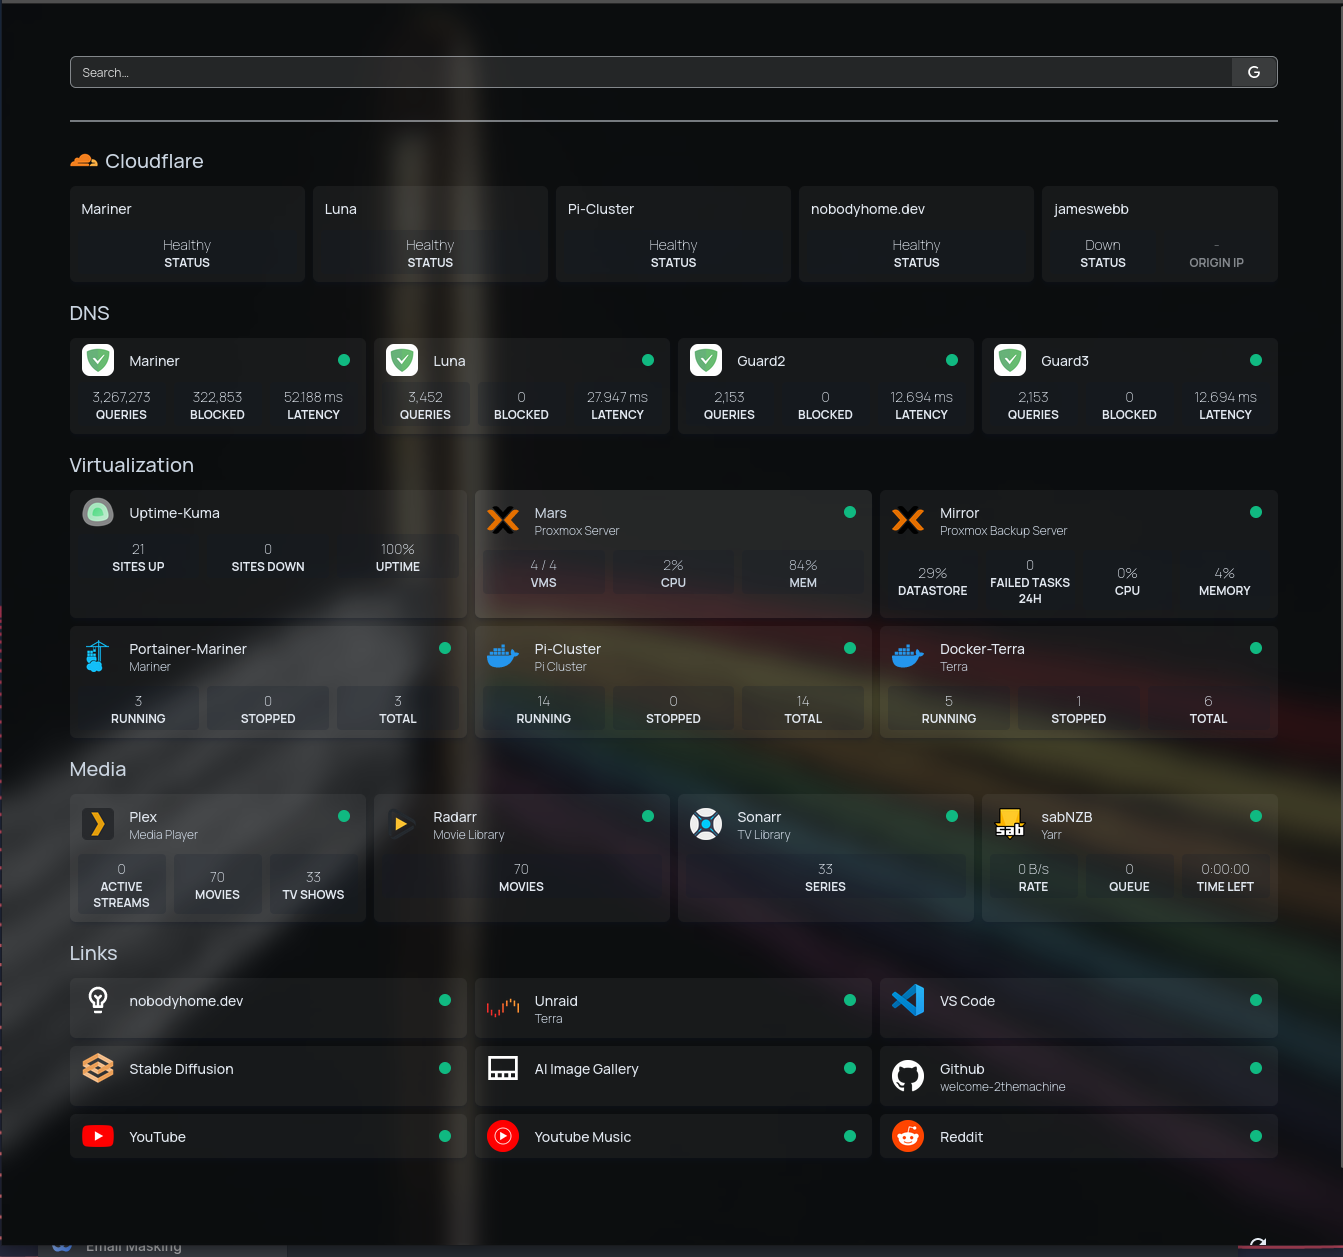 Search...
G
Cloudflare
Mariner
Healthy
STATUS
Luna
Healthy
STATUS
Pi-Cluster
Healthy
STATUS
nobodyhome.dev
Healthy
STATUS
jameswebb
Down
STATUS
-
ORIGIN IP
DNS
Mariner
3,267,273
QUERIES
322,853
BLOCKED
52.188 ms
LATENCY
Luna
3,452
QUERIES
0
BLOCKED
27.947 ms
LATENCY
Guard2
2,153
QUERIES
0
BLOCKED
12.694 ms
LATENCY
Guard3
2,153
QUERIES
0
BLOCKED
12.694 ms
LATENCY
Virtualization
Uptime-Kuma
21
SITES UP
0
SITES DOWN
100%
UPTIME
Mars
Proxmox Server
4 / 4
VMS
2%
CPU
84%
MEM
Mirror
Proxmox Backup Server
29%
DATASTORE
0
FAILED TASKS
24H
0%
CPU
4%
MEMORY
Portainer-Mariner
Mariner
3
RUNNING
0
STOPPED
3
TOTAL
Pi-Cluster
Pi Cluster
14
RUNNING
0
STOPPED
14
TOTAL
Docker-Terra
Terra
5
RUNNING
1
STOPPED
6
TOTAL
Media
Plex
Media Player
0
ACTIVE
STREAMS
70
MOVIES
33
TV SHOWS
Radarr
Movie Library
70
MOVIES
Sonarr
TV Library
33
SERIES
sab
sabNZB
Yarr
0 B/s
RATE
0
QUEUE
0:00:00
TIME LEFT
Links
nobodyhome.dev
Unraid
Terra
VS Code
Stable Diffusion
AI Image Gallery
Github
welcome-2themachine
YouTube
Youtube Music
Reddit
Email Masking